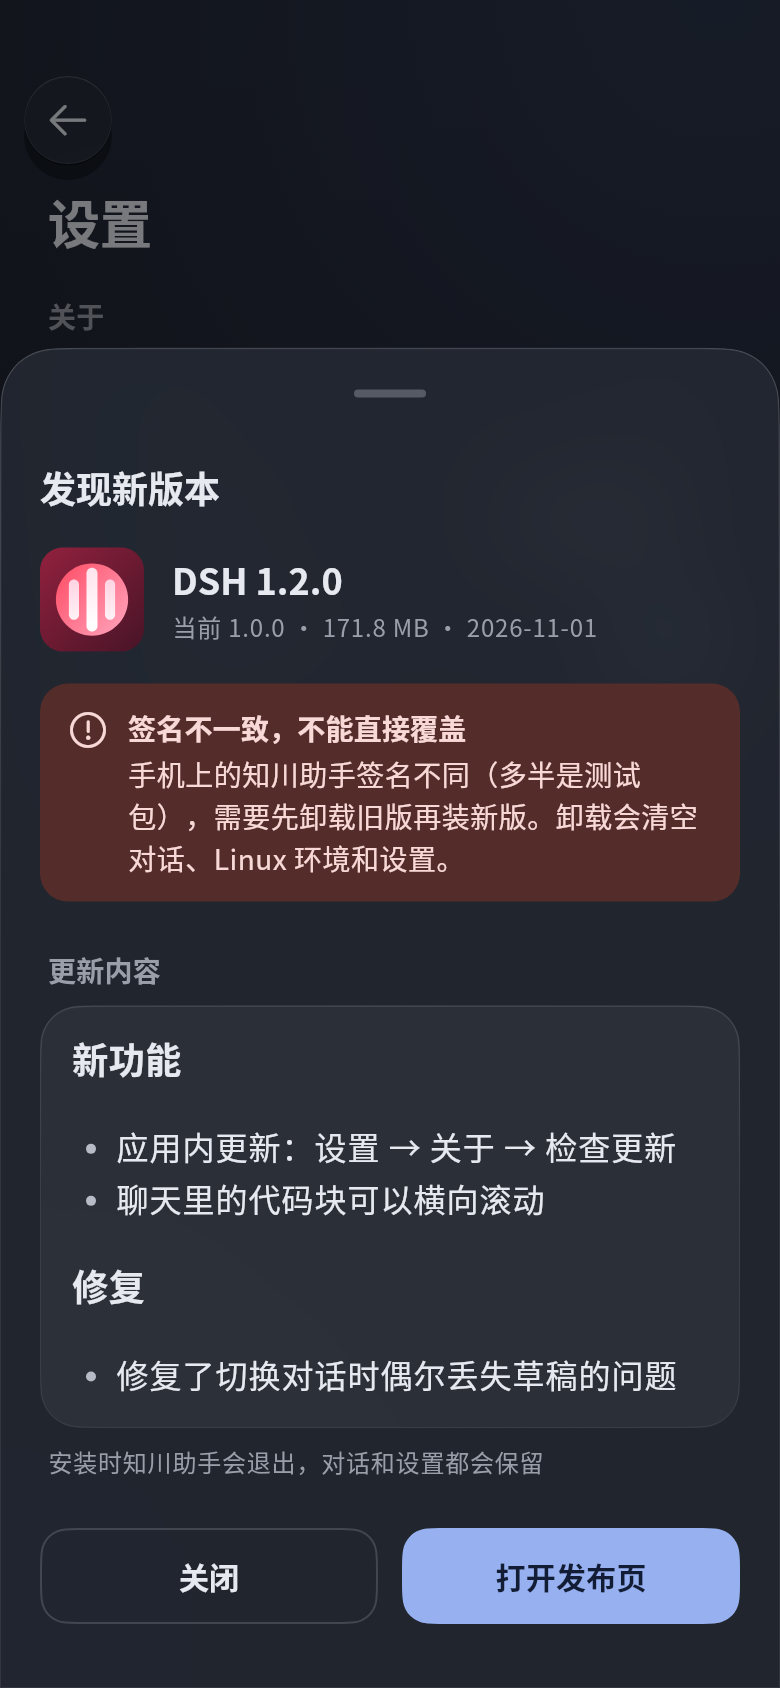 设置
关于
发现新版本
DSH 1.2.0
当前 1.0.0 · 171.8 MB · 2026-11-01
签名不一致，不能直接覆盖
手机上的知川助手签名不同（多半是测试
包），需要先卸载旧版再装新版。卸载会清空
对话、Linux 环境和设置。
更新内容
新功能
• 应用内更新：设置 → 关于 → 检查更新
• 聊天里的代码块可以横向滚动
修复
• 修复了切换对话时偶尔丢失草稿的问题
安装时知川助手会退出，对话和设置都会保留
关闭
打开发布页